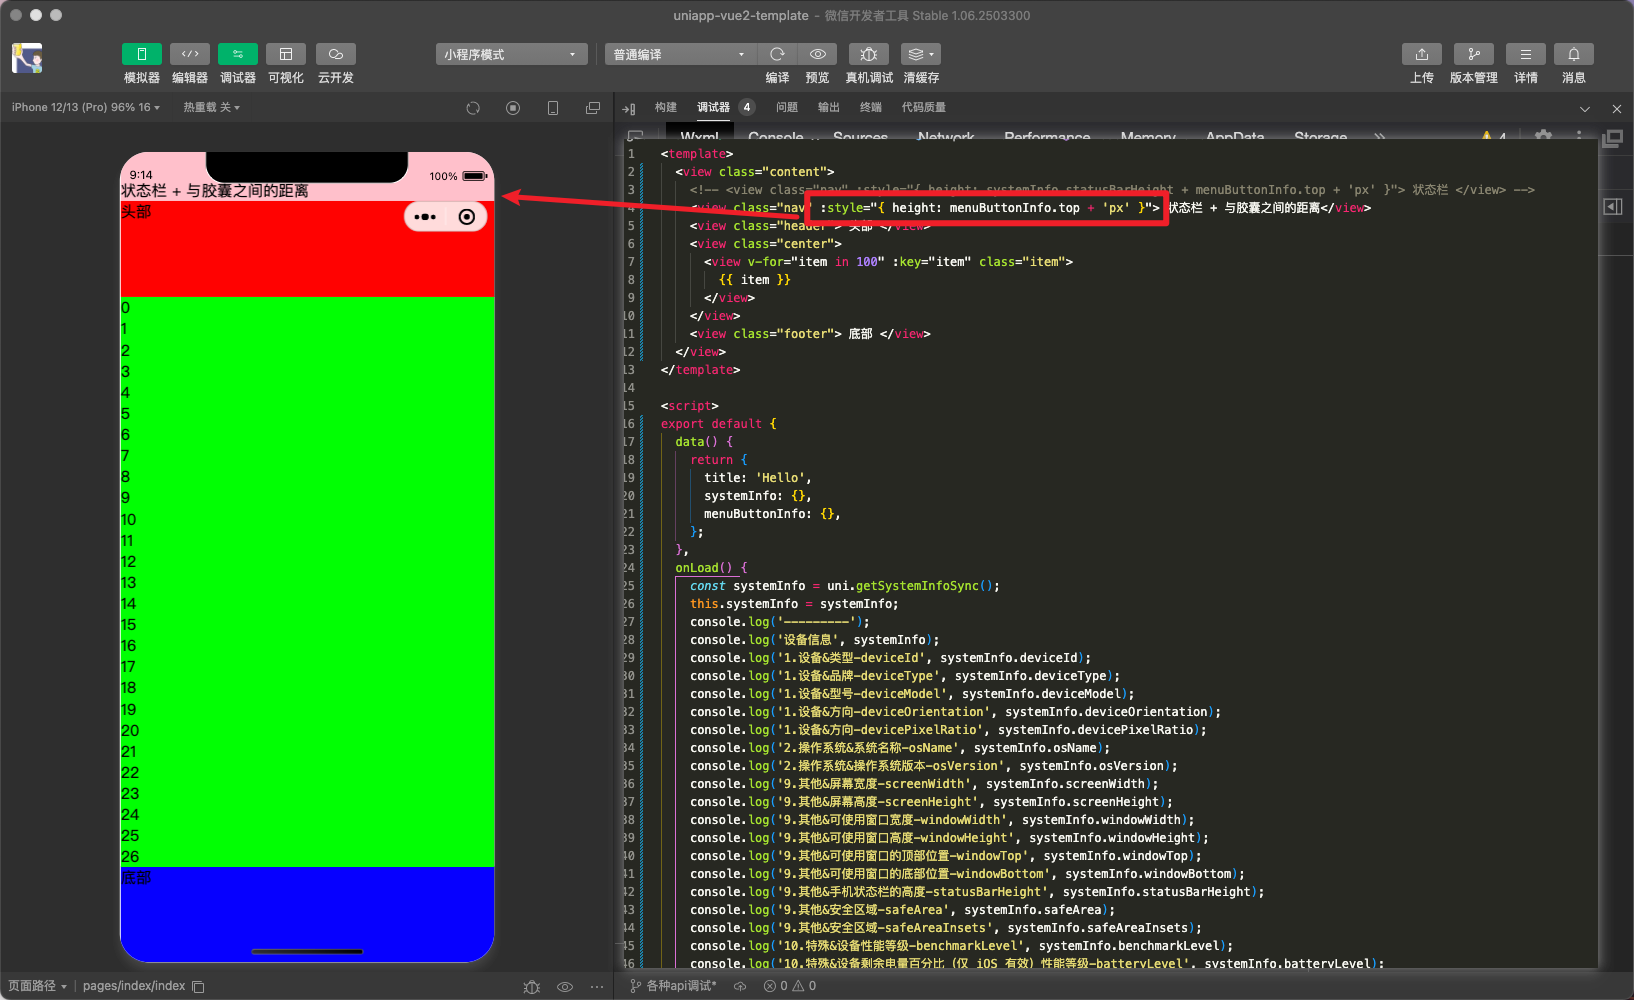 uniapp-vue2-template - 微信开发者工具 Stable 1.06.2503300
小程序模式
普通编译
模拟器 编辑器 调试器 可视化 云开发
编译 预览 真机调试 清缓存
上传 版本管理 详情 消息
iPhone 12/13 (Pro) 96% 16 热重载 关
构建 调试器 4 问题 输出 终端 代码质量
Wxml Console Sources Network Performance Memory AppData Storage 4
9:14
100%
状态栏 + 与胶囊之间的距离
头部
0
1
2
3
4
5
6
7
8
9
10
11
12
13
14
15
16
17
18
19
20
21
22
23
24
25
26
底部
1 <template>
2 <view class="content">
3 <!-- <view class="nav" :style="{ height: systemInfo.statusBarHeight + menuButtonInfo.top + 'px' }"> 状态栏 </view> -->
4 <view class="nav" :style="{ height: menuButtonInfo.top + 'px' }"> 状态栏 + 与胶囊之间的距离</view>
5 <view class="header"> 头部 </view>
6 <view class="center">
7 <view v-for="item in 100" :key="item" class="item">
8 {{ item }}
9 </view>
10 </view>
11 <view class="footer"> 底部 </view>
12 </view>
13 </template>
14
15 <script>
16 export default {
17 data() {
18 return {
19 title: 'Hello',
20 systemInfo: {},
21 menuButtonInfo: {},
22 };
23 },
24 onLoad() {
25 const systemInfo = uni.getSystemInfoSync();
26 this.systemInfo = systemInfo;
27 console.log('---------');
28 console.log('设备信息', systemInfo);
29 console.log('1.设备&类型-deviceId', systemInfo.deviceId);
30 console.log('1.设备&品牌-deviceType', systemInfo.deviceType);
31 console.log('1.设备&型号-deviceModel', systemInfo.deviceModel);
32 console.log('1.设备&方向-deviceOrientation', systemInfo.deviceOrientation);
33 console.log('1.设备&方向-devicePixelRatio', systemInfo.devicePixelRatio);
34 console.log('2.操作系统&系统名称-osName', systemInfo.osName);
35 console.log('2.操作系统&操作系统版本-osVersion', systemInfo.osVersion);
36 console.log('9.其他&屏幕宽度-screenWidth', systemInfo.screenWidth);
37 console.log('9.其他&屏幕高度-screenHeight', systemInfo.screenHeight);
38 console.log('9.其他&可使用窗口宽度-windowWidth', systemInfo.windowWidth);
39 console.log('9.其他&可使用窗口高度-windowHeight', systemInfo.windowHeight);
40 console.log('9.其他&可使用窗口的顶部位置-windowTop', systemInfo.windowTop);
41 console.log('9.其他&可使用窗口的底部位置-windowBottom', systemInfo.windowBottom);
42 console.log('9.其他&手机状态栏的高度-statusBarHeight', systemInfo.statusBarHeight);
43 console.log('9.其他&安全区域-safeArea', systemInfo.safeArea);
44 console.log('9.其他&安全区域-safeAreaInsets', systemInfo.safeAreaInsets);
45 console.log('10.特殊&设备性能等级-benchmarkLevel', systemInfo.benchmarkLevel);
46 console.log('10.特殊&设备剩余电量百分比（仅 iOS 有效）性能等级-batteryLevel', systemInfo.batteryLevel);
页面路径 pages/index/index
各种api调试* 0 0